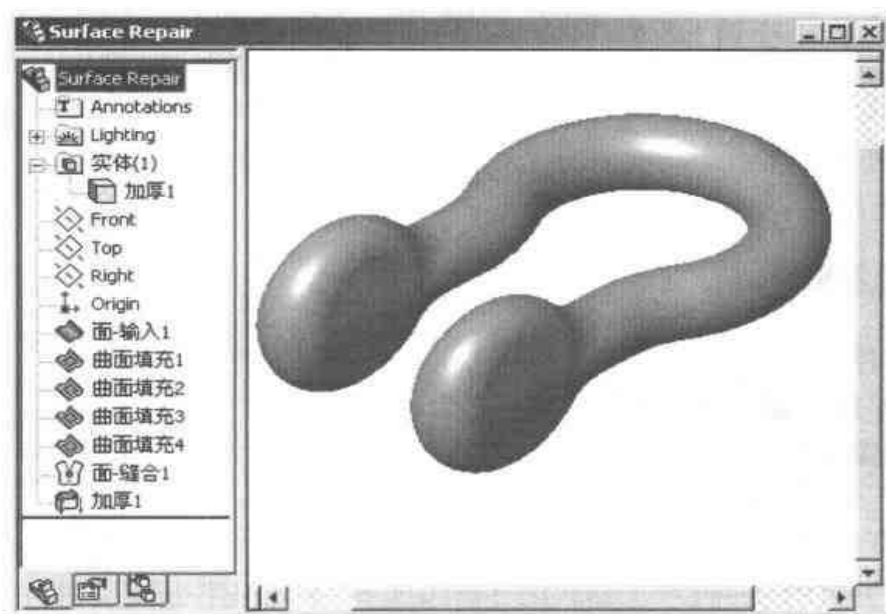 Surface Repair
Surface Repair
Annotations
Lighting
实体(1)
加厚1
Front
Top
Right
Origin
面-输入1
曲面填充1
曲面填充2
曲面填充3
曲面填充4
面-缝合1
加厚1